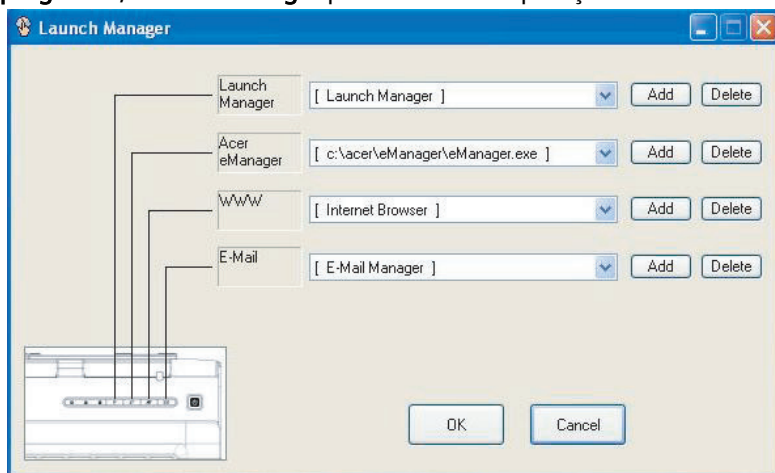 Launch Manager
Launch
Manager
[ Launch Manager ]
Add
Delete
Acer
eManager
[ c:\acer\eManager\eManager.exe ]
Add
Delete
WWW
[ Internet Browser ]
Add
Delete
E-Mail
[ E-Mail Manager ]
Add
Delete
OK
Cancel